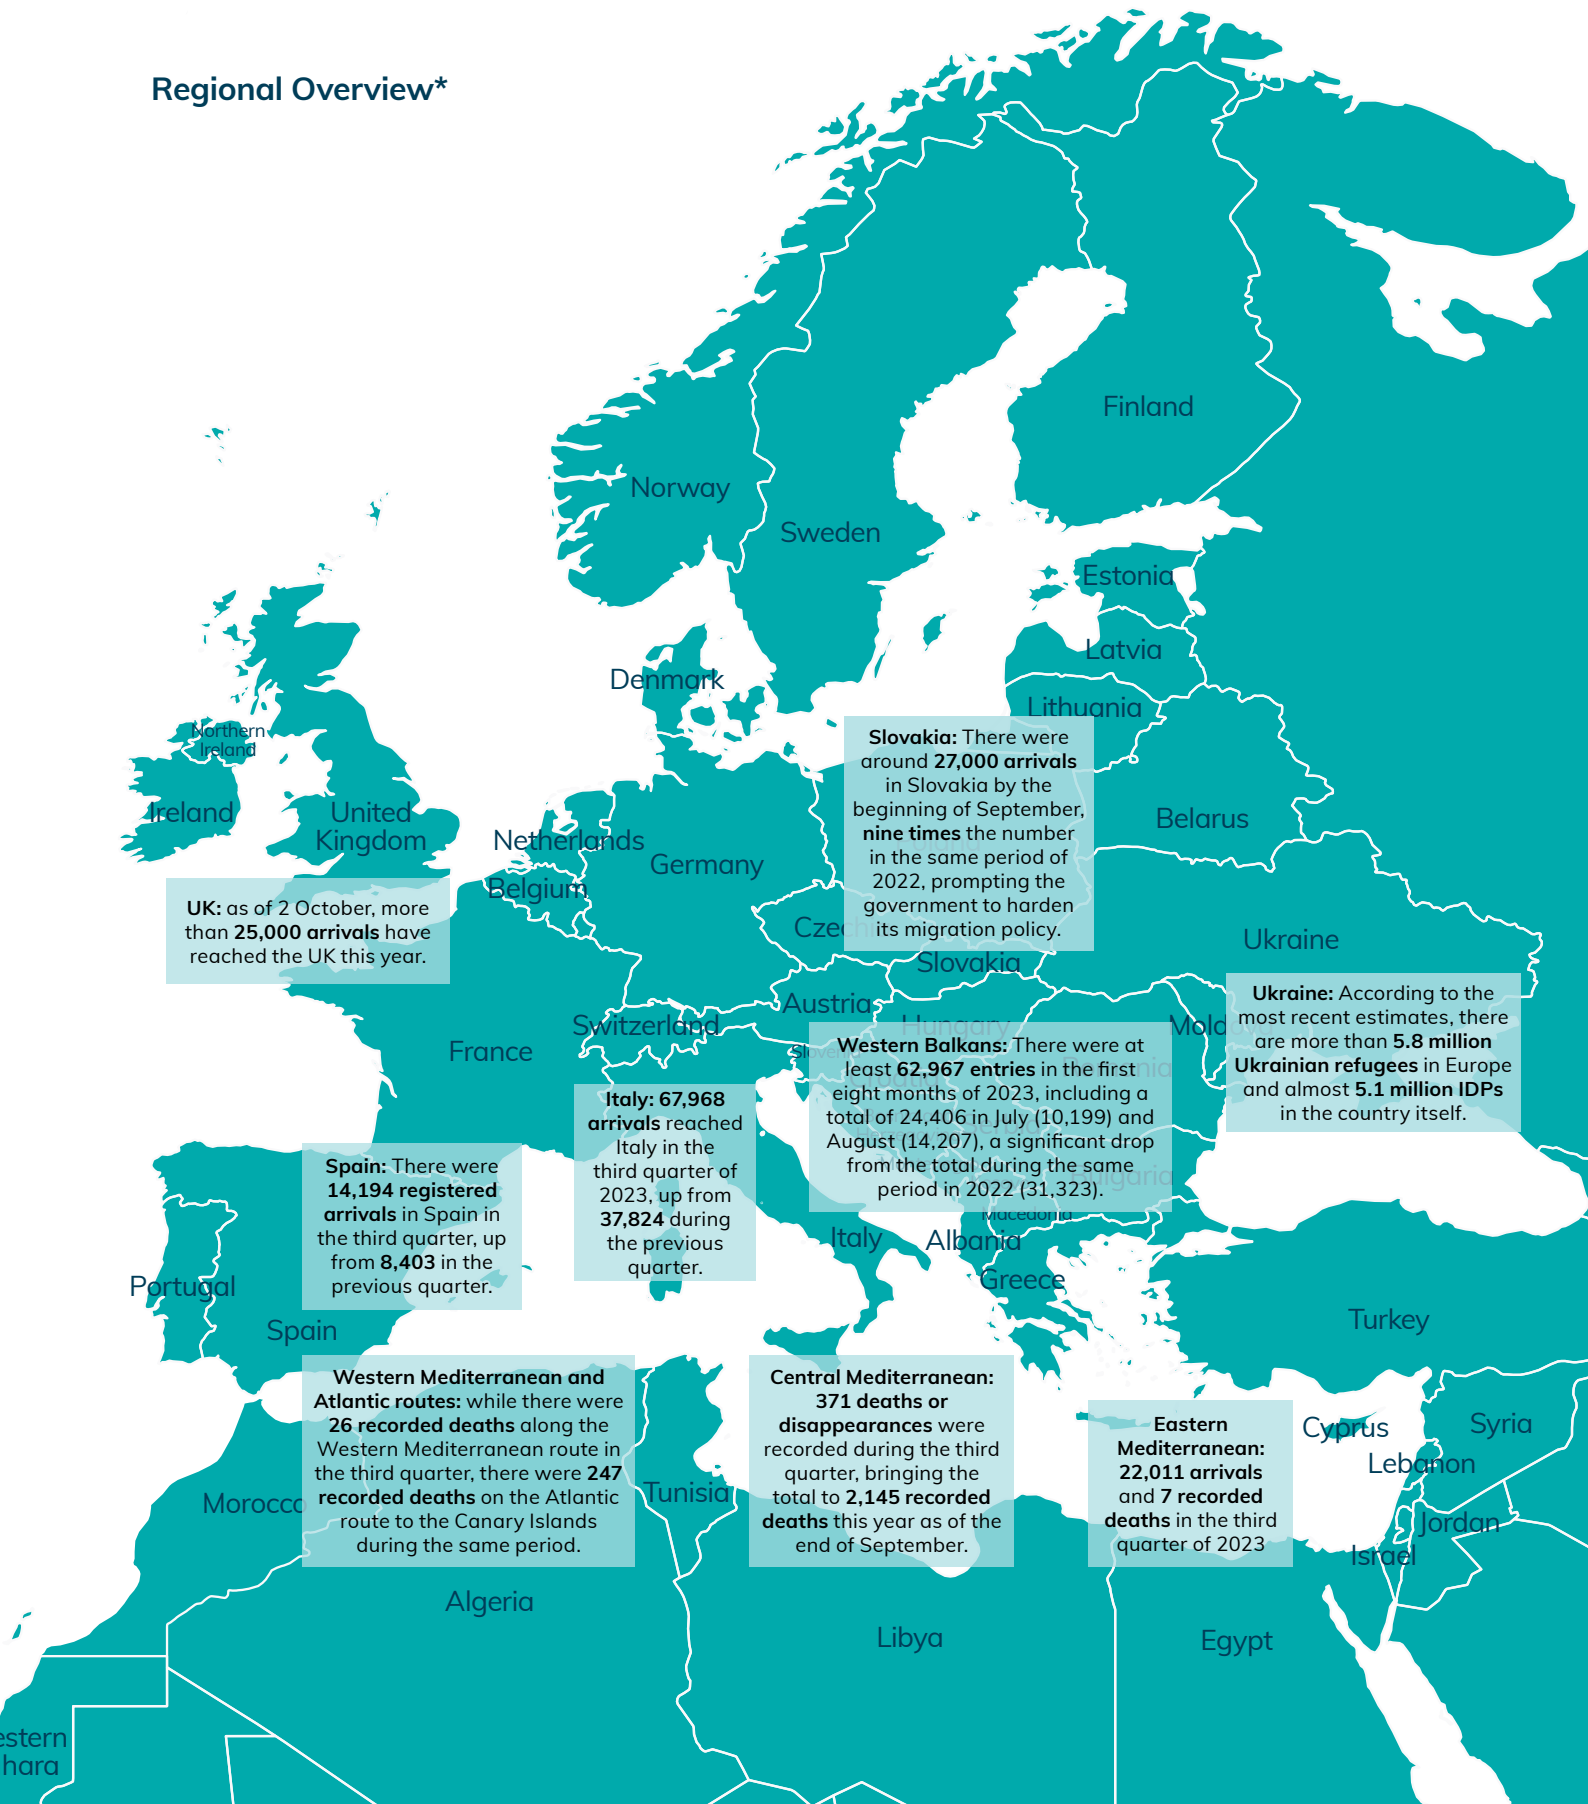 Regional Overview*
Finland
Norway
Sweden
Estonia
Latvia
Denmark
Lithuania
Northern
Ireland
Ireland
United
Kingdom
Netherlands
Germany
Belgium
Belarus
Slovakia: There were
around 27,000 arrivals
in Slovakia by the
beginning of September,
nine times the number
in the same period of
2022, prompting the
government to harden
its migration policy.
UK: as of 2 October, more
than 25,000 arrivals have
reached the UK this year.
Ukraine
Slovakia
Austria
Hungary
Switzerland
France
Ukraine: According to the
most recent estimates, there
are more than 5.8 million
Ukrainian refugees in Europe
and almost 5.1 million IDPs
in the country itself.
Western Balkans: There were at
least 62,967 entries in the first
eight months of 2023, including a
total of 24,406 in July (10,199) and
August (14,207), a significant drop
from the total during the same
period in 2022 (31,323).
Italy: 67,968
arrivals reached
Italy in the
third quarter of
2023, up from
37,824 during
the previous
quarter.
Spain: There were
14,194 registered
arrivals in Spain in
the third quarter, up
from 8,403 in the
previous quarter.
Macedonia
Italy
Albania
Greece
Portugal
Spain
Turkey
Western Mediterranean and
Atlantic routes: while there were
26 recorded deaths along the
Western Mediterranean route in
the third quarter, there were 247
recorded deaths on the Atlantic
route to the Canary Islands
during the same period.
Central Mediterranean:
371 deaths or
disappearances were
recorded during the third
quarter, bringing the
total to 2,145 recorded
deaths this year as of the
end of September.
Eastern
Mediterranean:
22,011 arrivals
and 7 recorded
deaths in the third
quarter of 2023
Cyprus
Syria
Lebanon
Morocco
Tunisia
Jordan
Israel
Algeria
Libya
Egypt
estern
hara